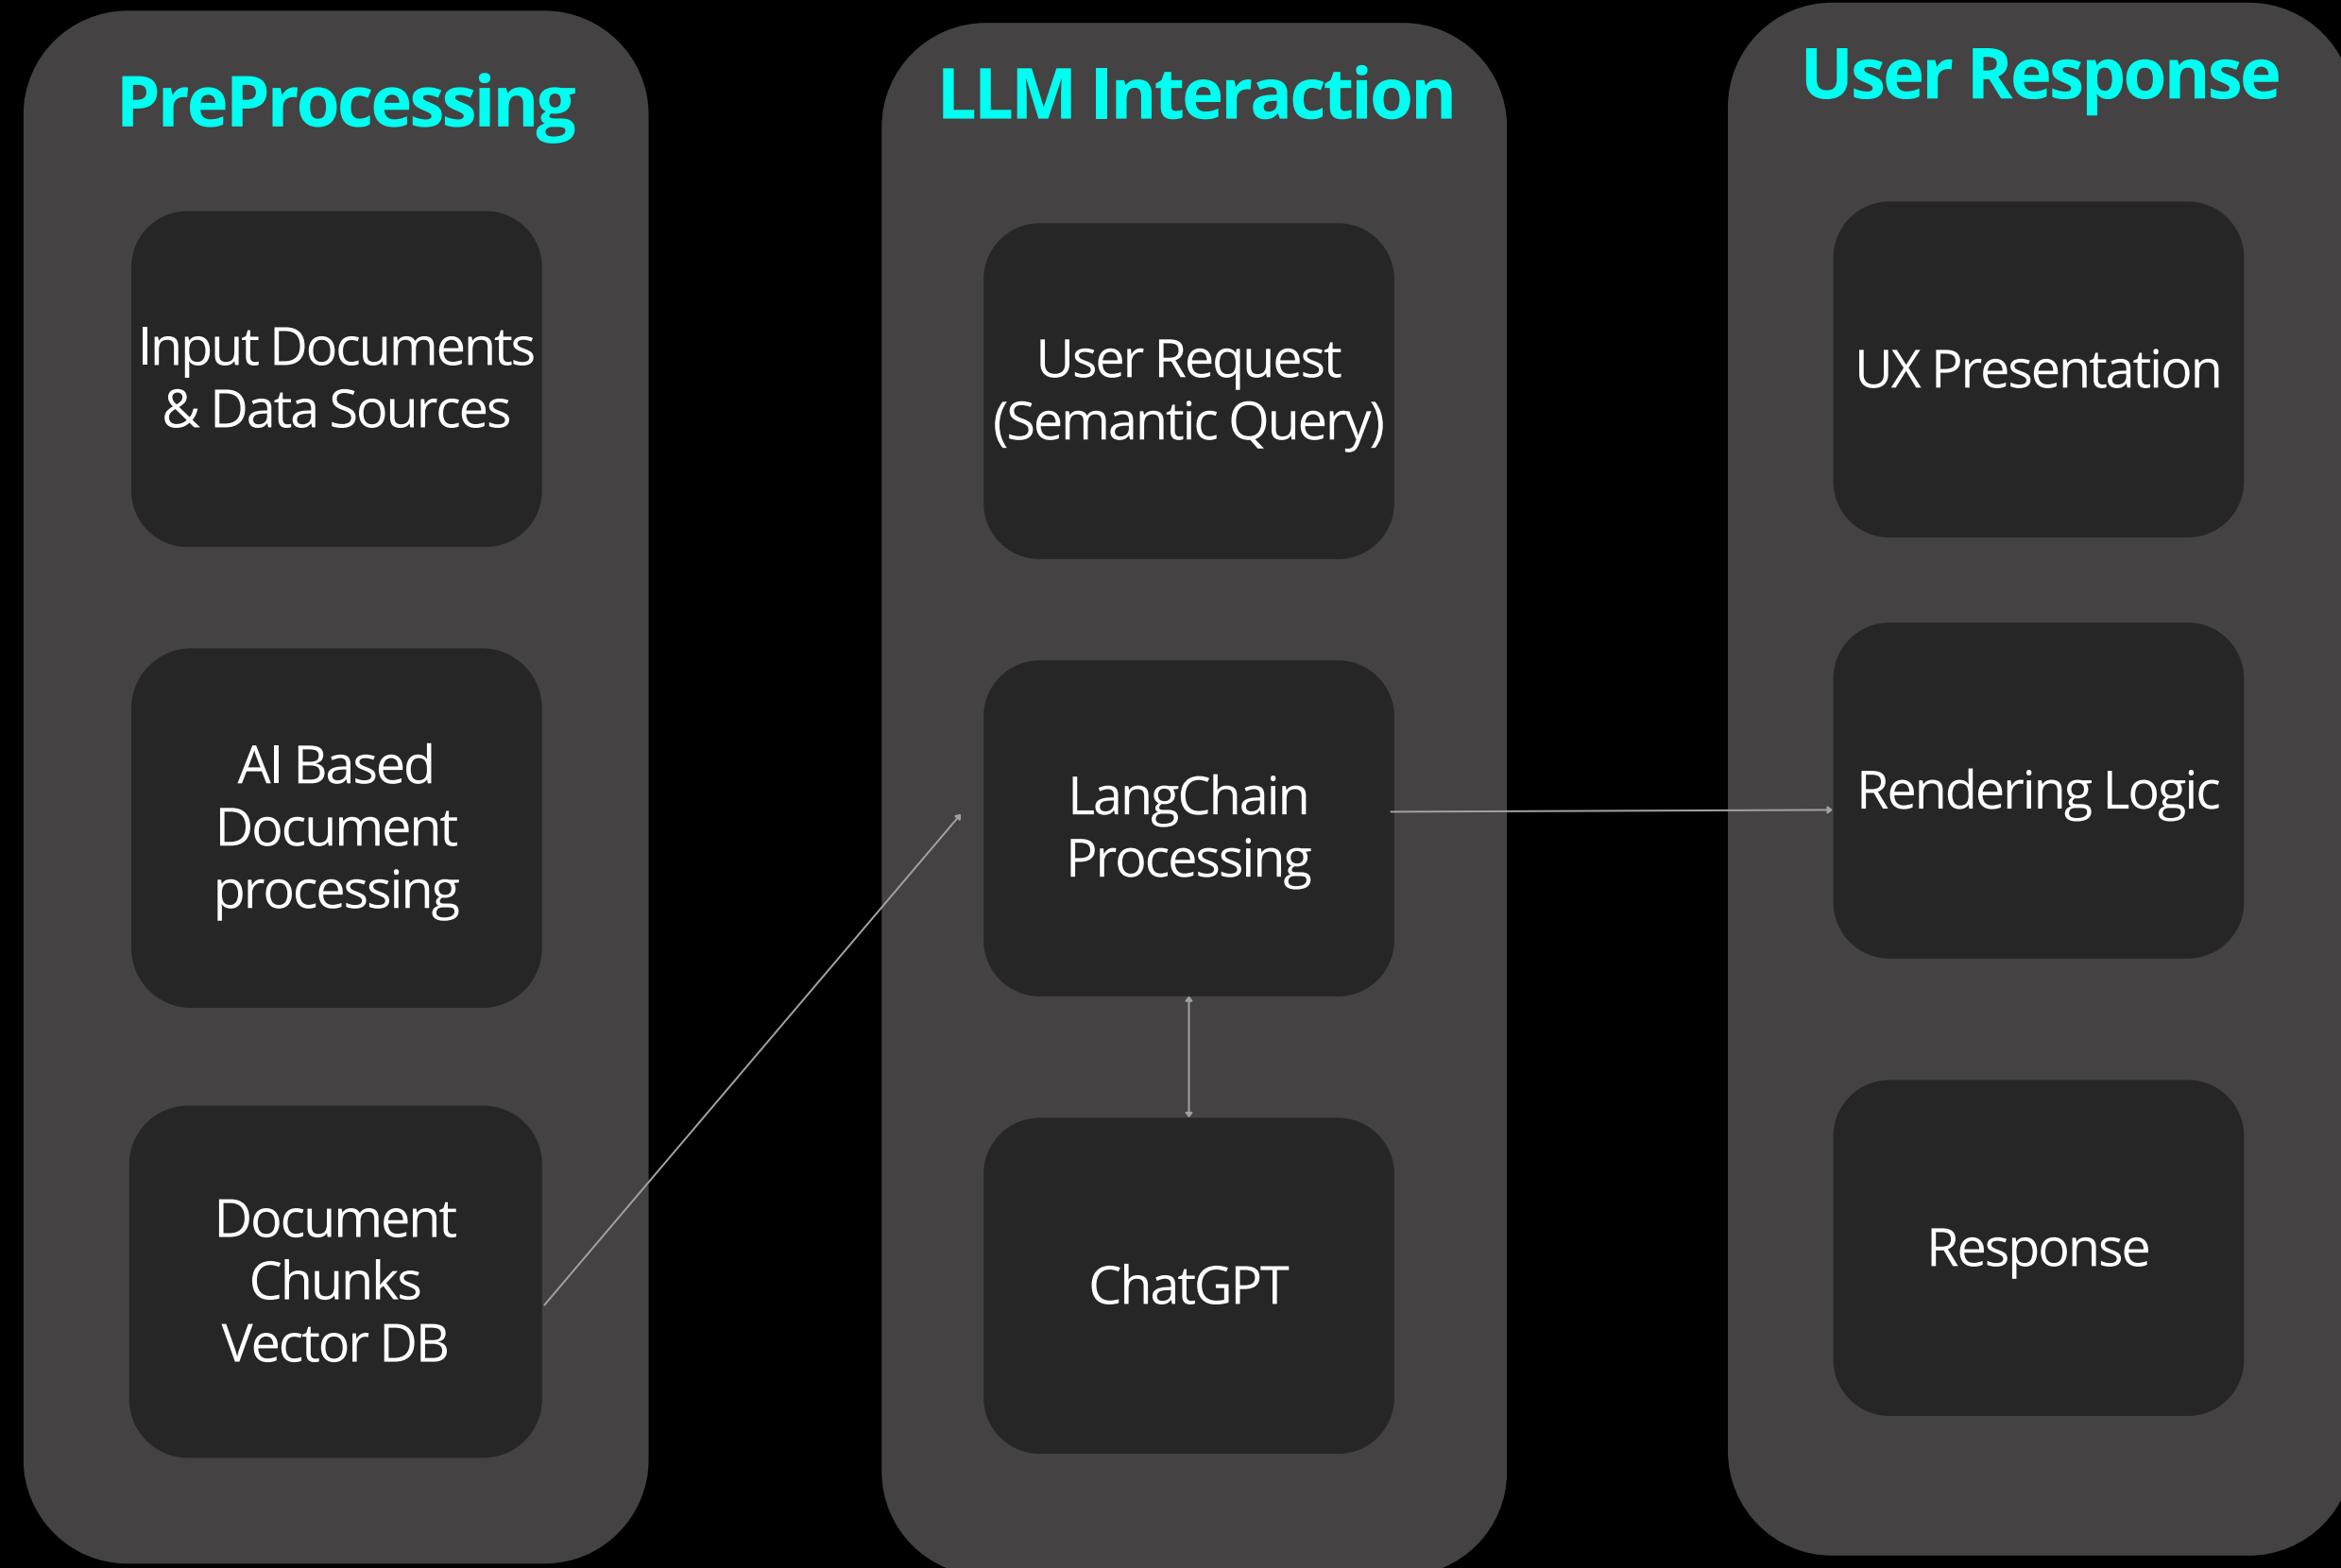 PreProcessing
Input Documents
& Data Sources
AI Based
Document
processing
Document
Chunks
Vector DB
LLM Interaction
User Request
(Semantic Query)
LangChain
Processing
ChatGPT
User Response
UX Presentation
Rendering Logic
Response